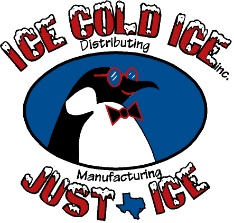 ICE COLD ICE
inc.
Distributing
Manufacturing
JUST ICE